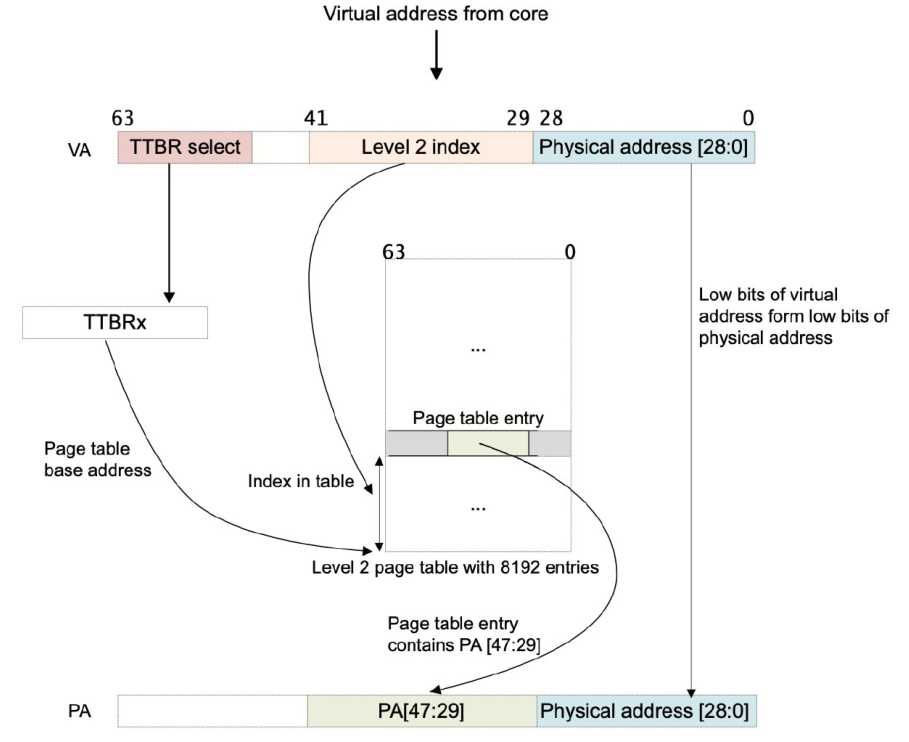 Virtual address from core
63 41 29 28 0
VA TTBR select Level 2 index Physical address [28:0]
63 0
Low bits of virtual
address form low bits of
physical address
TTBRx
...
Page table entry
Page table
base address
Index in table
...
Level 2 page table with 8192 entries
Page table entry
contains PA [47:29]
PA PA[47:29] Physical address [28:0]